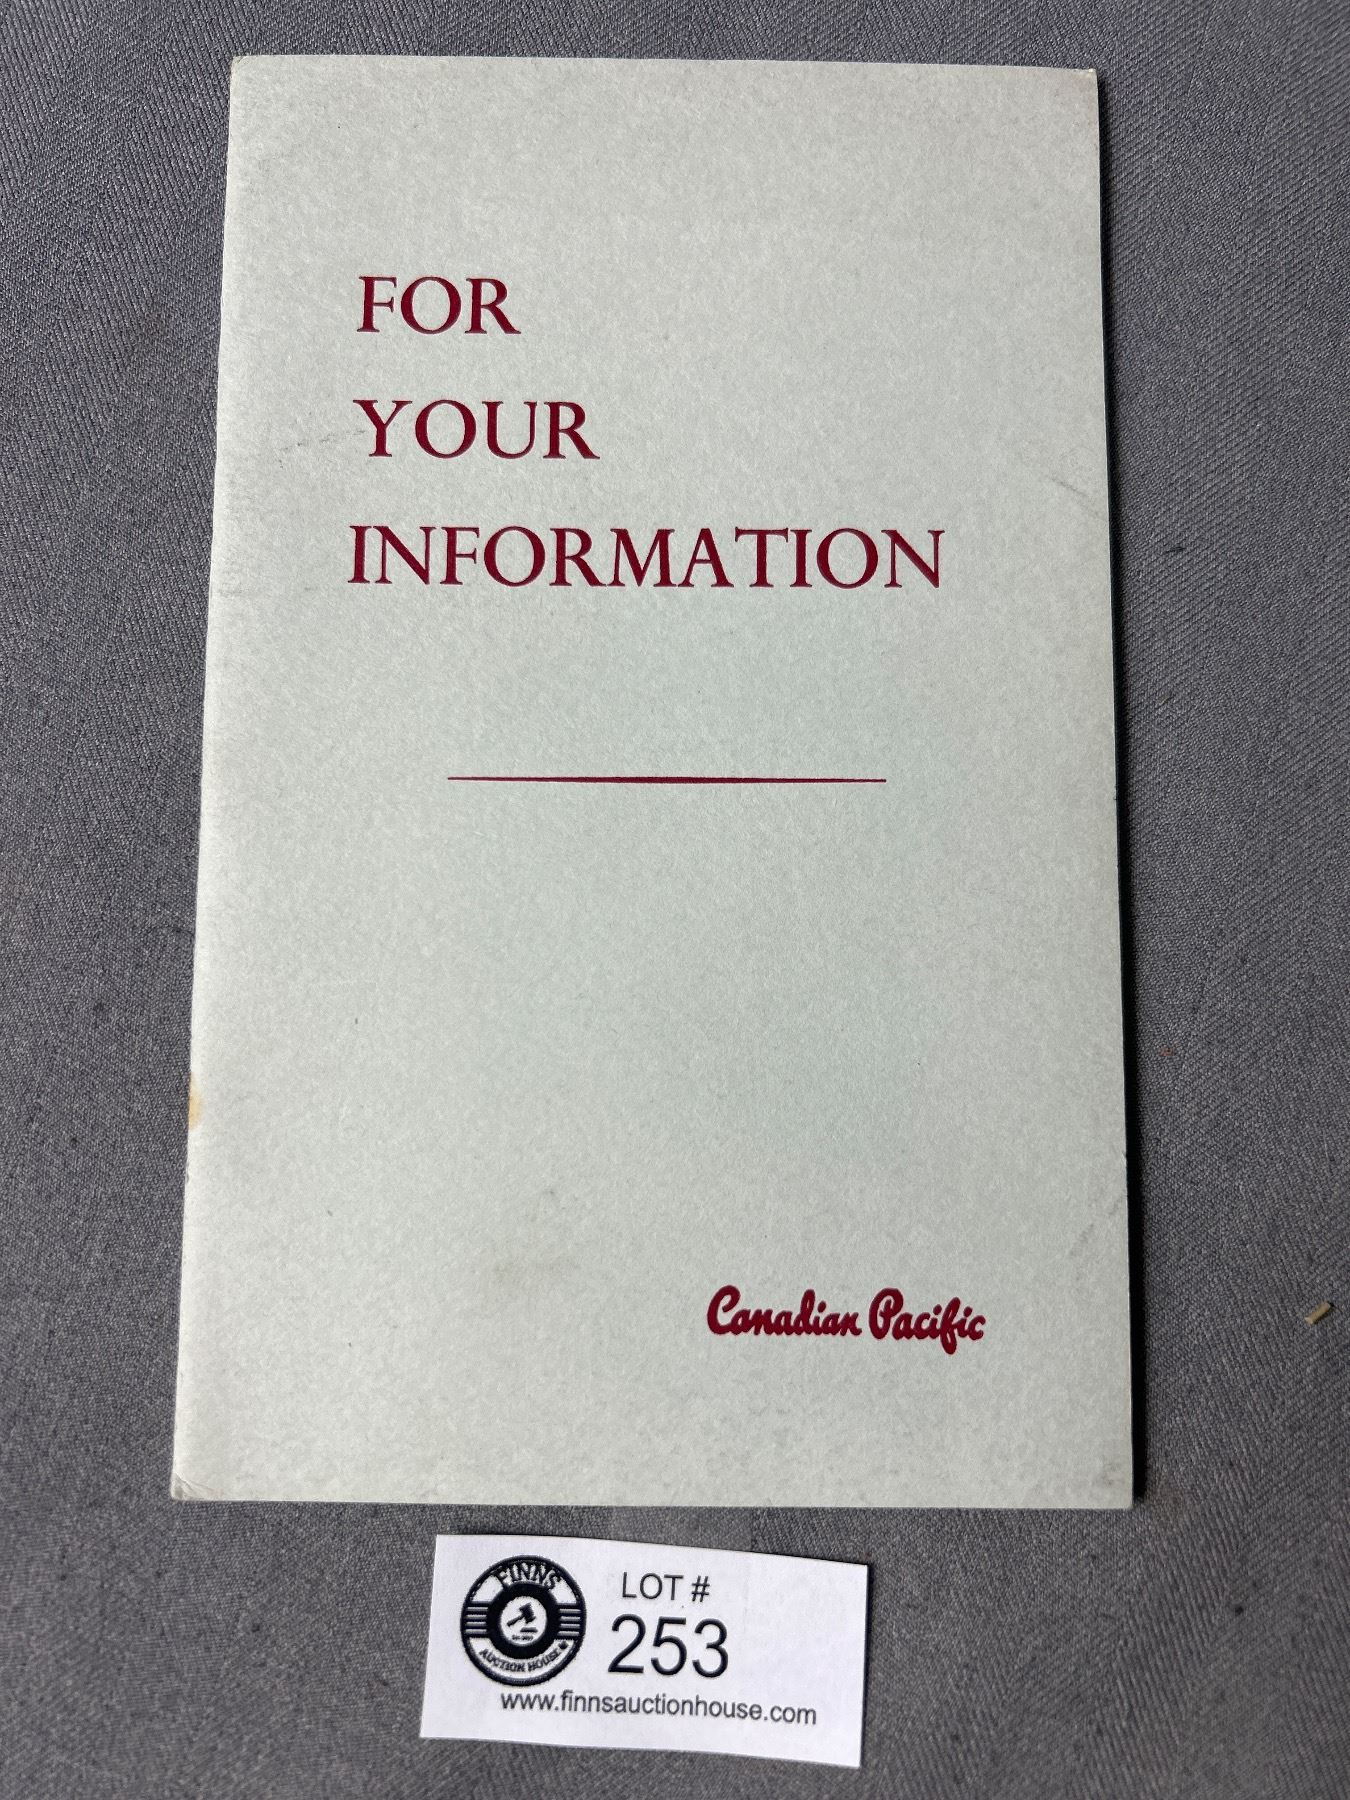 FOR
YOUR
INFORMATION
Canadian Pacific
FINNS
AUCTION HOUSE
LOT #
253
www.finnsauctionhouse.com